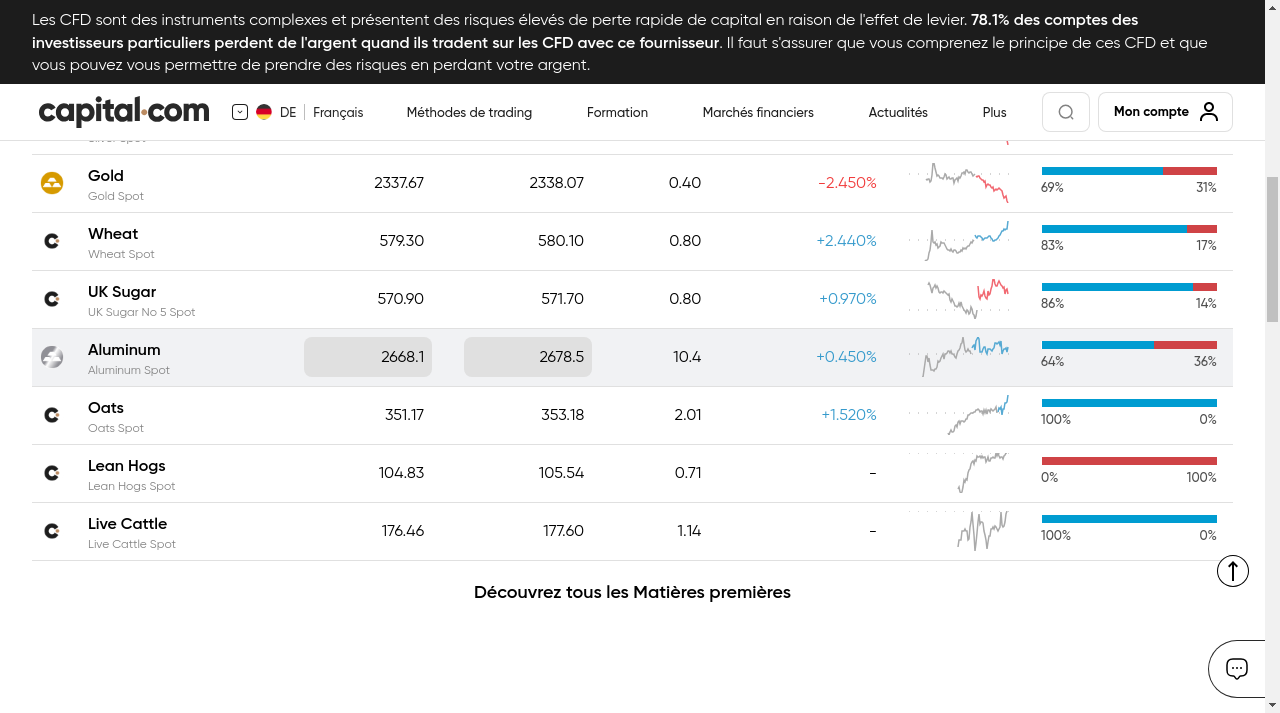 Les CFD sont des instruments complexes et présentent des risques élevés de perte rapide de capital en raison de l'effet de levier. 78.1% des comptes des
investisseurs particuliers perdent de l'argent quand ils tradent sur les CFD avec ce fournisseur. Il faut s'assurer que vous comprenez le principe de ces CFD et que
vous pouvez vous permettre de prendre des risques en perdant votre argent.
capital.com DE Français Méthodes de trading Formation Marchés financiers Actualités Plus Mon compte
Gold 2337.67 2338.07 0.40 -2.450%
Gold Spot 69% 31%
Wheat 579.30 580.10 0.80 +2.440%
Wheat Spot 83% 17%
UK Sugar 570.90 571.70 0.80 +0.970%
UK Sugar No 5 Spot 86% 14%
Aluminum 2668.1 2678.5 10.4 +0.450%
Aluminum Spot 64% 36%
Oats 351.17 353.18 2.01 +1.520%
Oats Spot 100% 0%
Lean Hogs 104.83 105.54 0.71 -
Lean Hogs Spot 0% 100%
Live Cattle 176.46 177.60 1.14 -
Live Cattle Spot 100% 0%
Découvrez tous les Matières premières